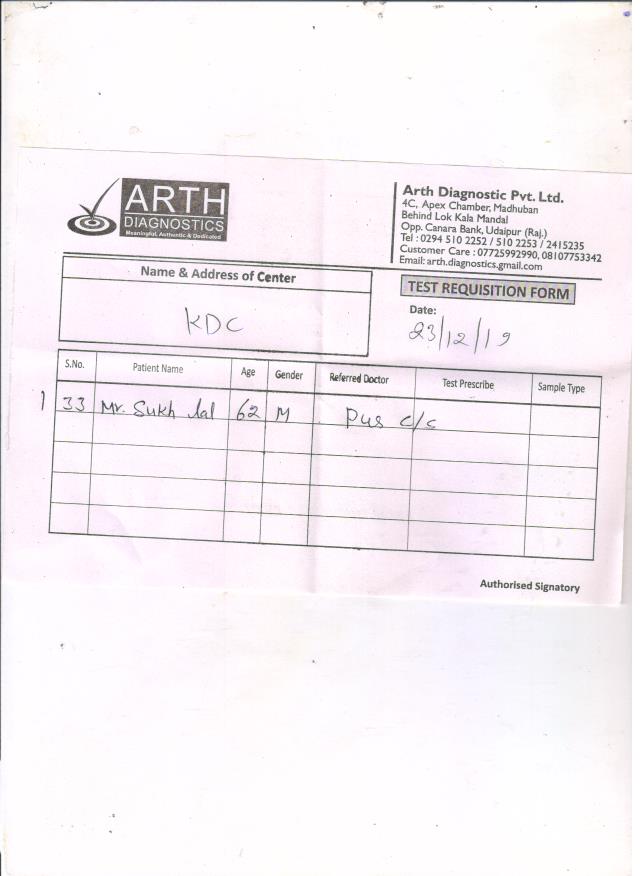 ARTH
DIAGNOSTICS
Meaningful, Authentic & Dedicated
Arth Diagnostic Pvt. Ltd.
4C, Apex Chamber, Madhuban
Behind Lok Kala Mandal
Opp. Canara Bank, Udaipur (Raj.)
Tel : 0294 510 2252 / 510 2253 / 2415235
Customer Care : 07725992990, 08107753342
Email: arth.diagnostics.gmail.com
Name & Address of Center
KDC
TEST REQUISITION FORM
Date:
23/12/19
S.No. Patient Name Age Gender Referred Doctor Test Prescribe Sample Type
1 33 Mr. Sukh lal 62 M Pus c/c
Authorised Signatory